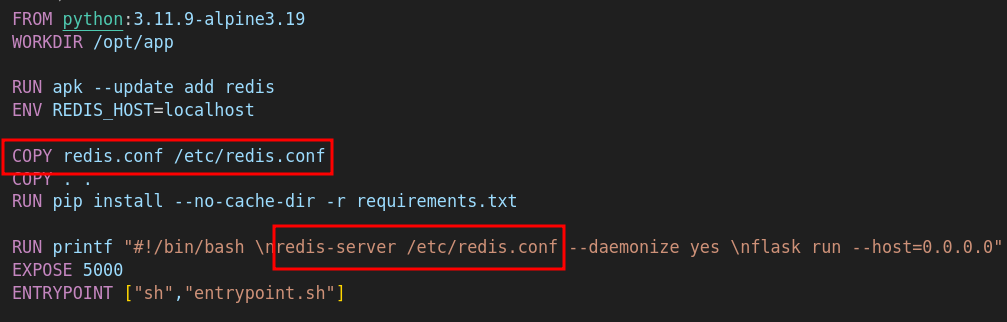 FROM python:3.11.9-alpine3.19
WORKDIR /opt/app
RUN apk --update add redis
ENV REDIS_HOST=localhost
COPY redis.conf /etc/redis.conf
COPY . .
RUN pip install --no-cache-dir -r requirements.txt
RUN printf "#!/bin/bash \nredis-server /etc/redis.conf --daemonize yes \nflask run --host=0.0.0.0"
EXPOSE 5000
ENTRYPOINT ["sh","entrypoint.sh"]